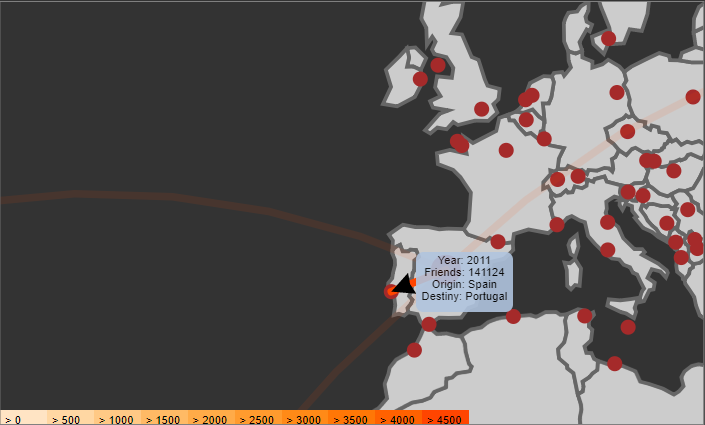 Year: 2011
Friends: 141124
Origin: Spain
Destiny: Portugal
> 0 > 500 > 1000 > 1500 > 2000 > 2500 > 3000 > 3500 > 4000 > 4500